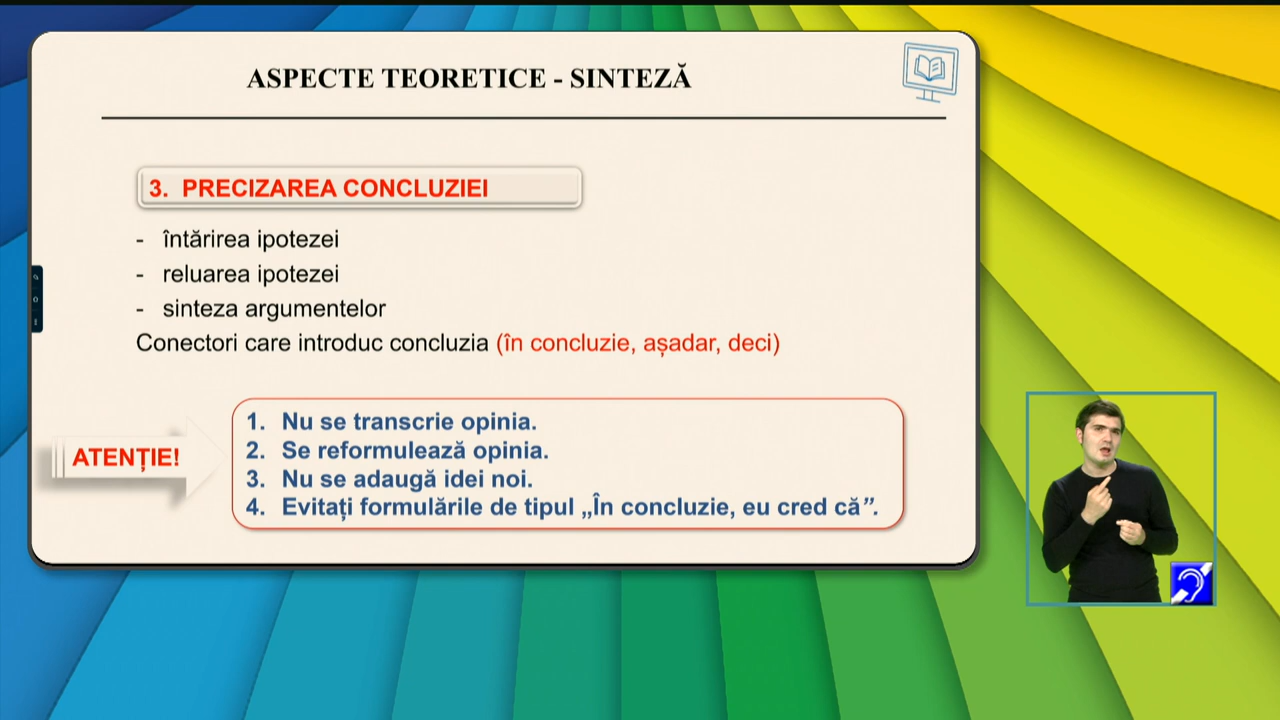 ASPECTE TEORETICE - SINTEZĂ
3. PRECIZAREA CONCLUZIEI
- întărirea ipotezei
- reluarea ipotezei
- sinteza argumentelor
Conectori care introduc concluzia (în concluzie, așadar, deci)
ATENȚIE!
1. Nu se transcrie opinia.
2. Se reformulează opinia.
3. Nu se adaugă idei noi.
4. Evitați formulările de tipul „În concluzie, eu cred că”.